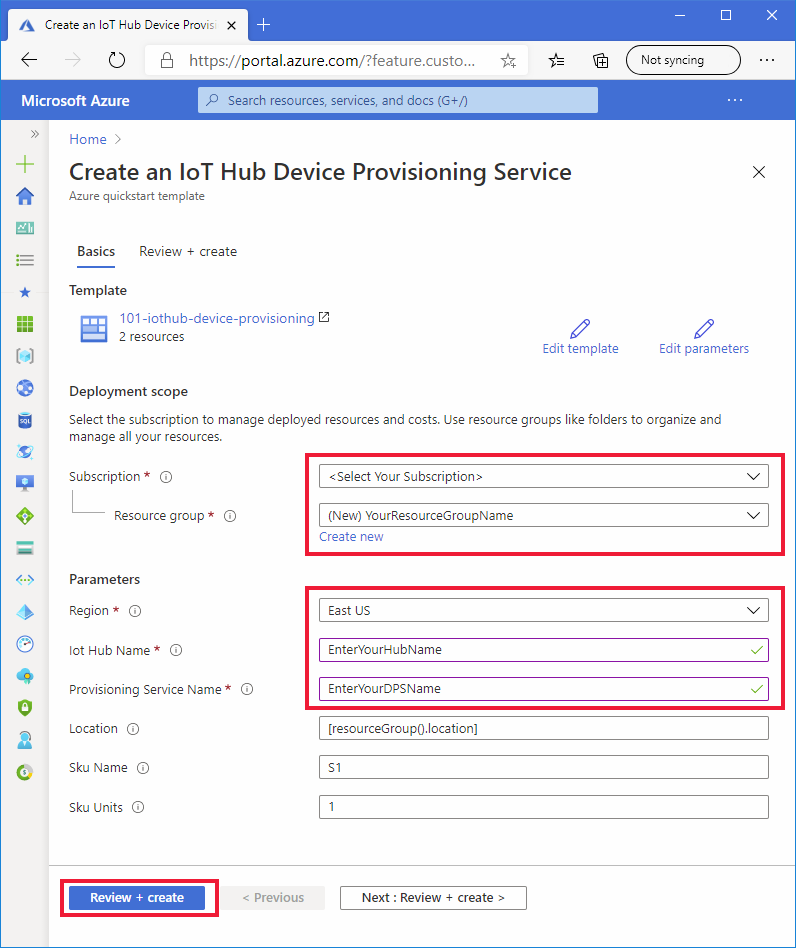 Create an IoT Hub Device Provisi
https://portal.azure.com/?feature.custo...
Not syncing
Microsoft Azure
Search resources, services, and docs (G+/)
Home
Create an IoT Hub Device Provisioning Service
Azure quickstart template
Basics
Review + create
Template
101-iothub-device-provisioning
2 resources
Edit template
Edit parameters
Deployment scope
Select the subscription to manage deployed resources and costs. Use resource groups like folders to organize and
manage all your resources.
Subscription *
<Select Your Subscription>
Resource group *
(New) YourResourceGroupName
Create new
Parameters
Region *
East US
Iot Hub Name *
EnterYourHubName
Provisioning Service Name *
EnterYourDPSName
Location
[resourceGroup().location]
Sku Name
S1
Sku Units
1
Review + create
< Previous
Next : Review + create >